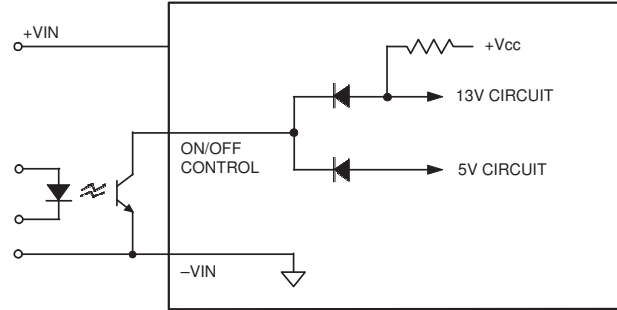 +VIN
+Vcc
13V CIRCUIT
ON/OFF
CONTROL
5V CIRCUIT
–VIN